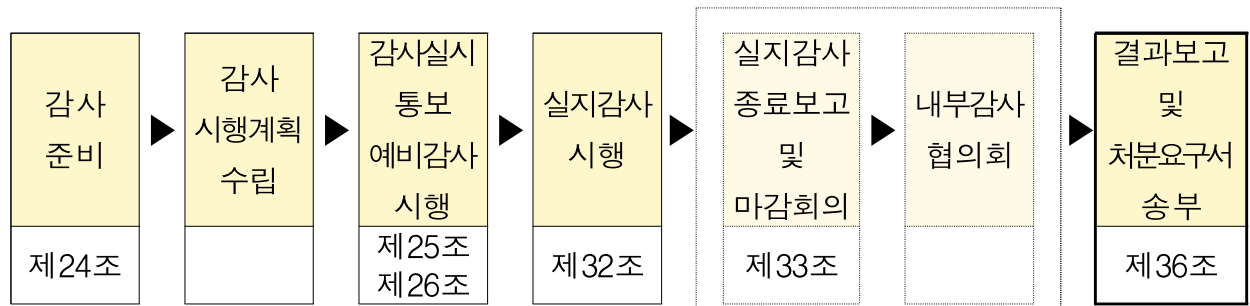 감사
준비
제24조
감사
시행계획
수립
감사실시
통보
예비감사
시행
제25조
제26조
실지감사
시행
제32조
실지감사
종료보고
및
마감회의
제33조
내부감사
협의회
결과보고
및
처분요구서
송부
제36조